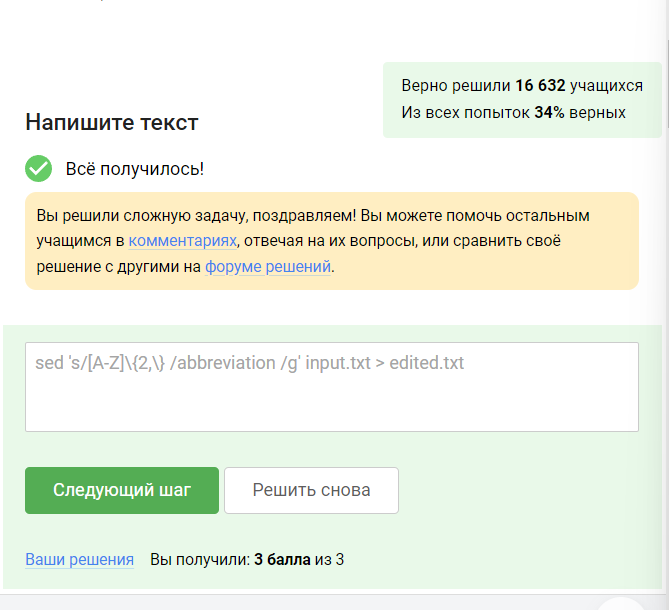 Верно решили 16 632 учащихся
Из всех попыток 34% верных
Напишите текст
Всё получилось!
Вы решили сложную задачу, поздравляем! Вы можете помочь остальным
учащимся в комментариях, отвечая на их вопросы, или сравнить своё
решение с другими на форуме решений.
sed 's/[A-Z]\{2,\} /abbreviation /g' input.txt > edited.txt
Следующий шаг
Решить снова
Ваши решения Вы получили: 3 балла из 3